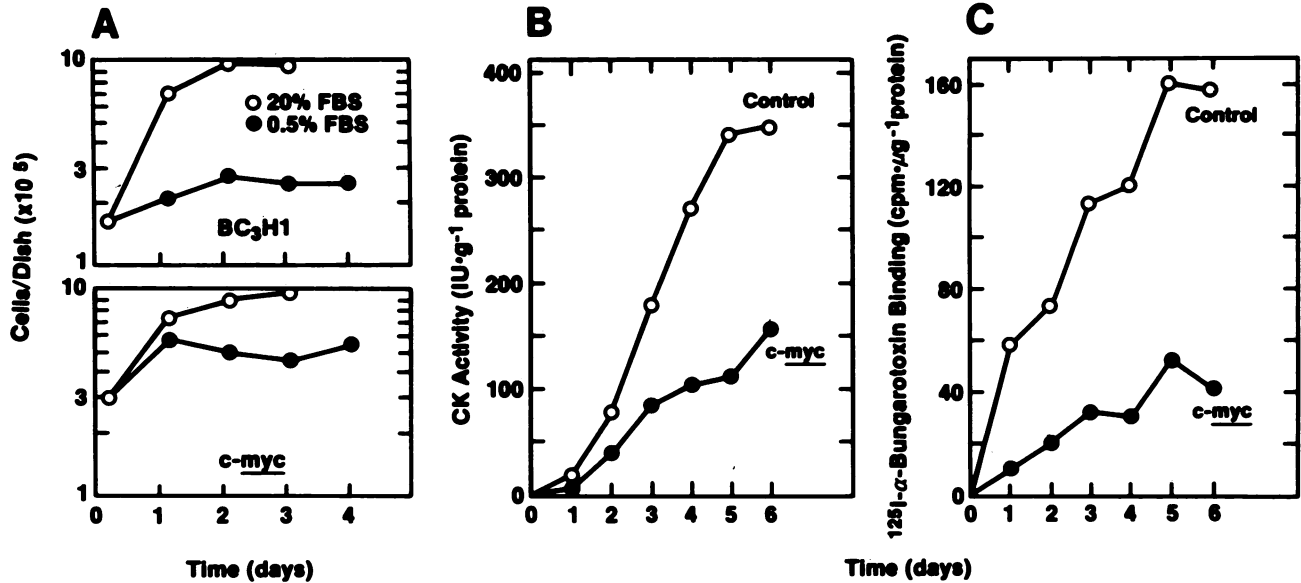 A
Cells/Dish (x10 5)
10
3
1
20% FBS
0.5% FBS
BC3H1
10
3
1
c-myc
0 1 2 3 4
Time (days)
B
CK Activity (IU•g-1 protein)
400
300
200
100
0
Control
c-myc
0 1 2 3 4 5 6
C
125I-α-Bungarotoxin Binding (cpm•μg-1protein)
160
120
80
40
0
Control
c-myc
0 1 2 3 4 5 6
Time (days)